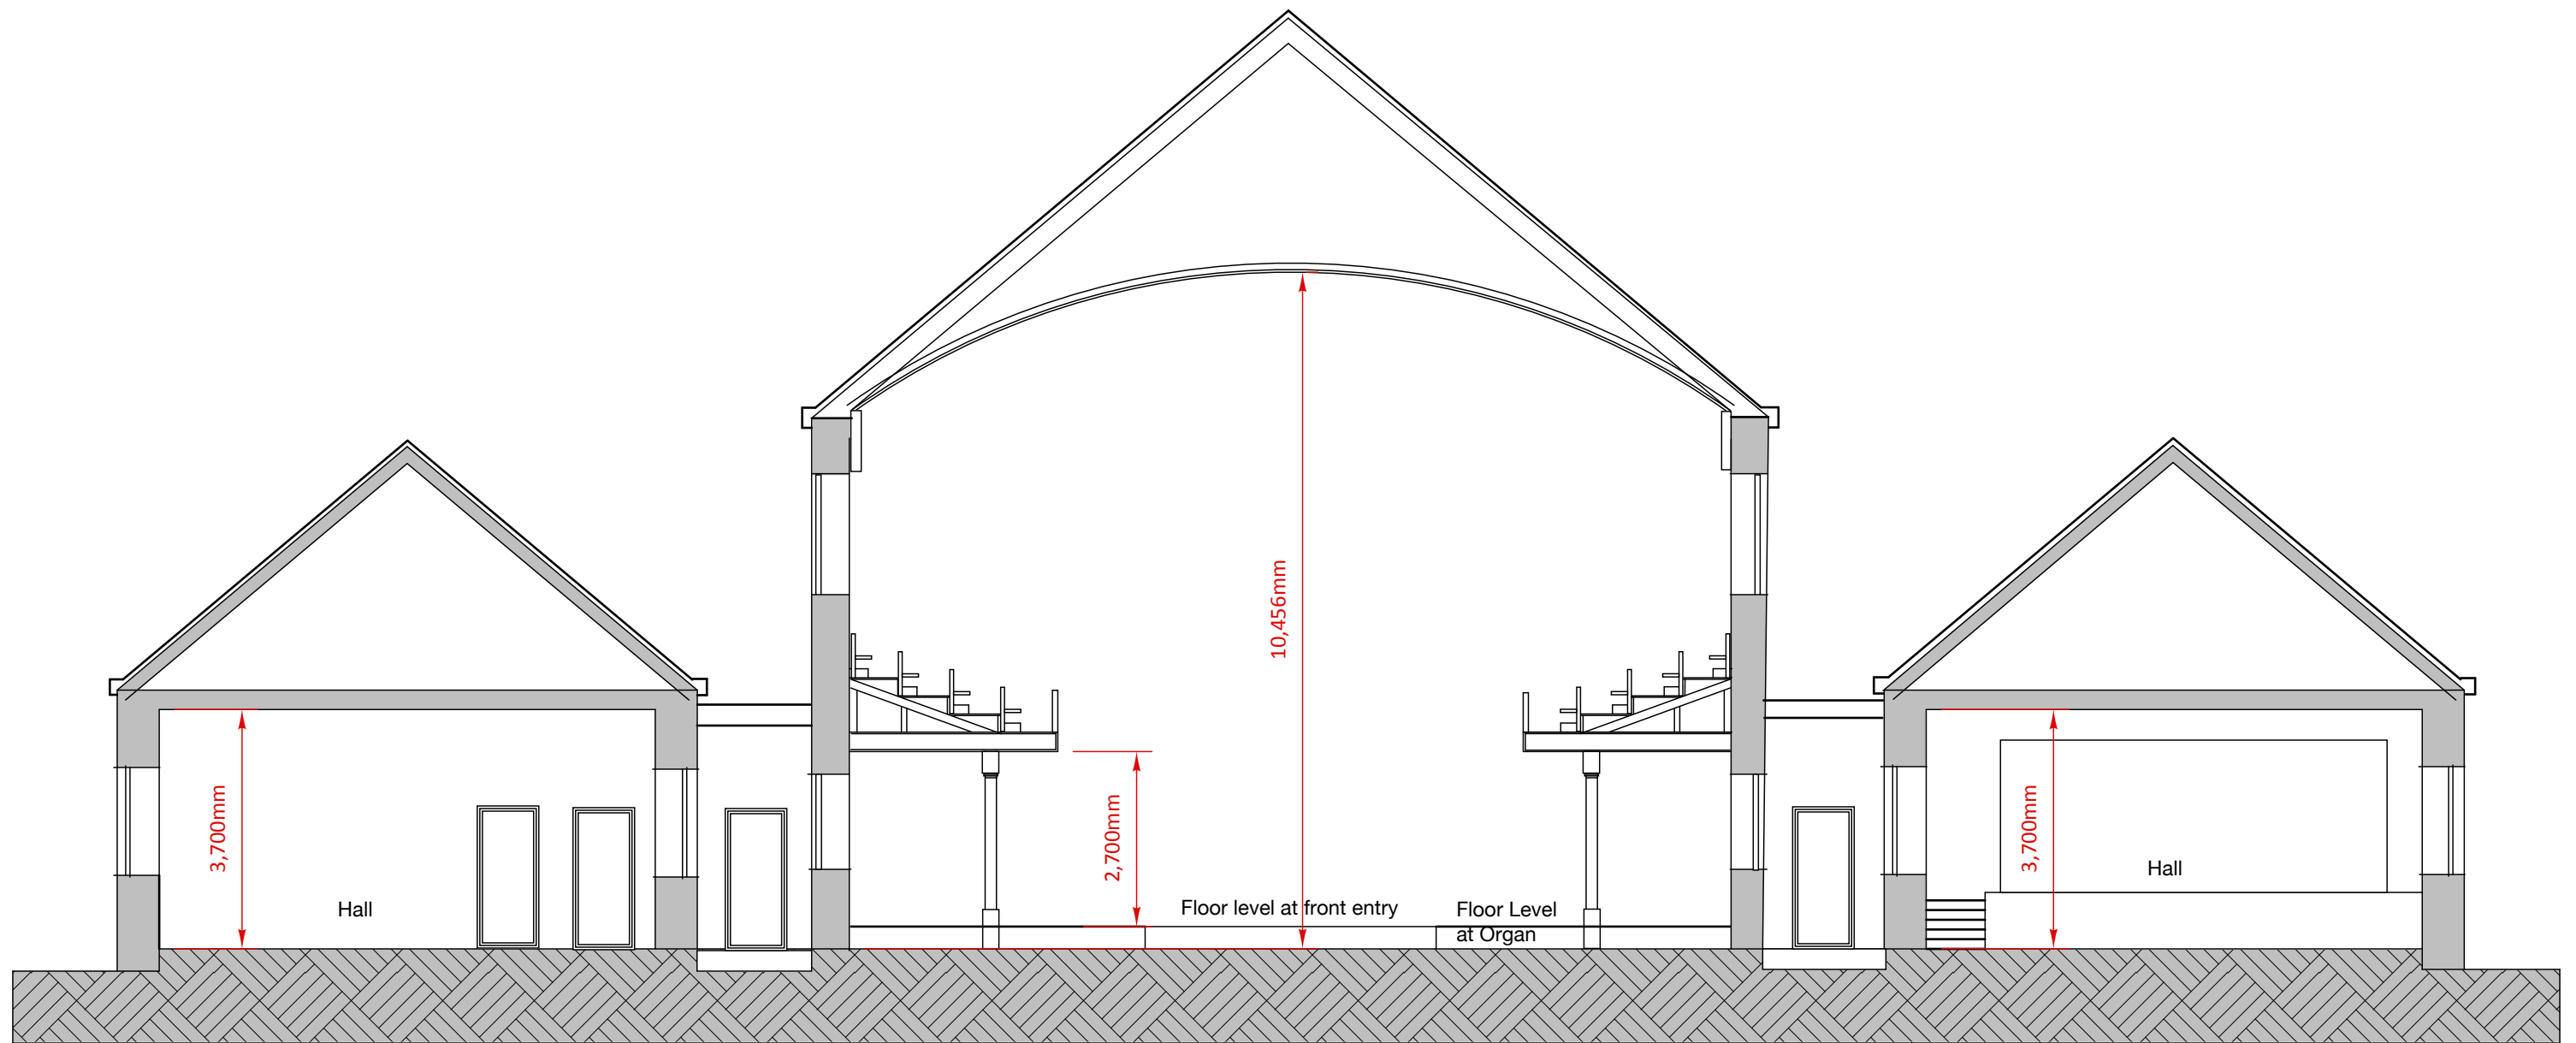 10,456mm
3,700mm
2,700mm
3,700mm
Hall
Hall
Floor level at front entry
Floor Level
at Organ